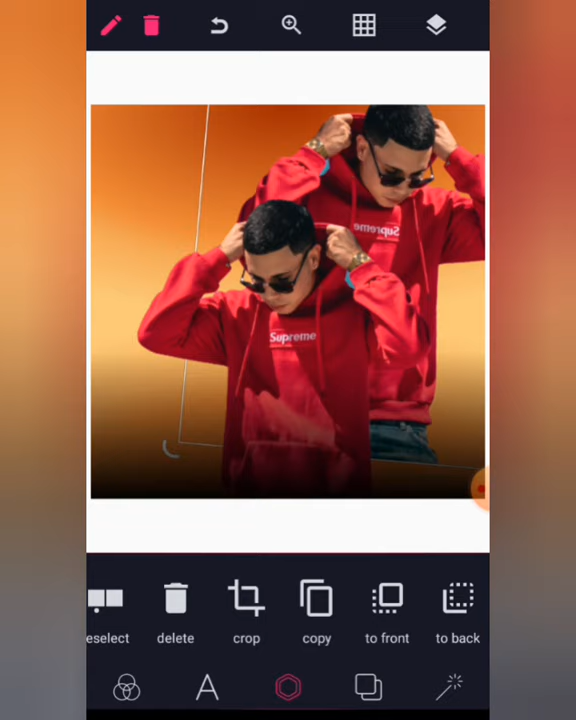 Supreme
Supreme
eselect
delete
crop
copy
to front
to back